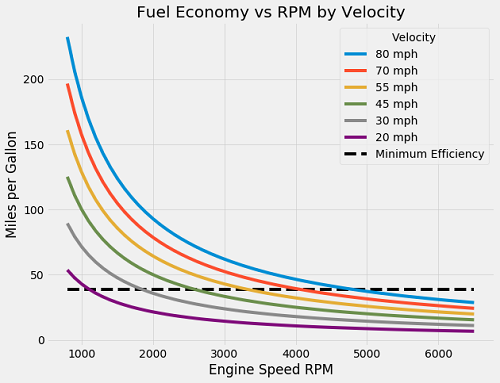 Fuel Economy vs RPM by Velocity
Velocity
80 mph
70 mph
55 mph
45 mph
30 mph
20 mph
Minimum Efficiency
Miles per Gallon
200
150
100
50
0
1000 2000 3000 4000 5000 6000
Engine Speed RPM